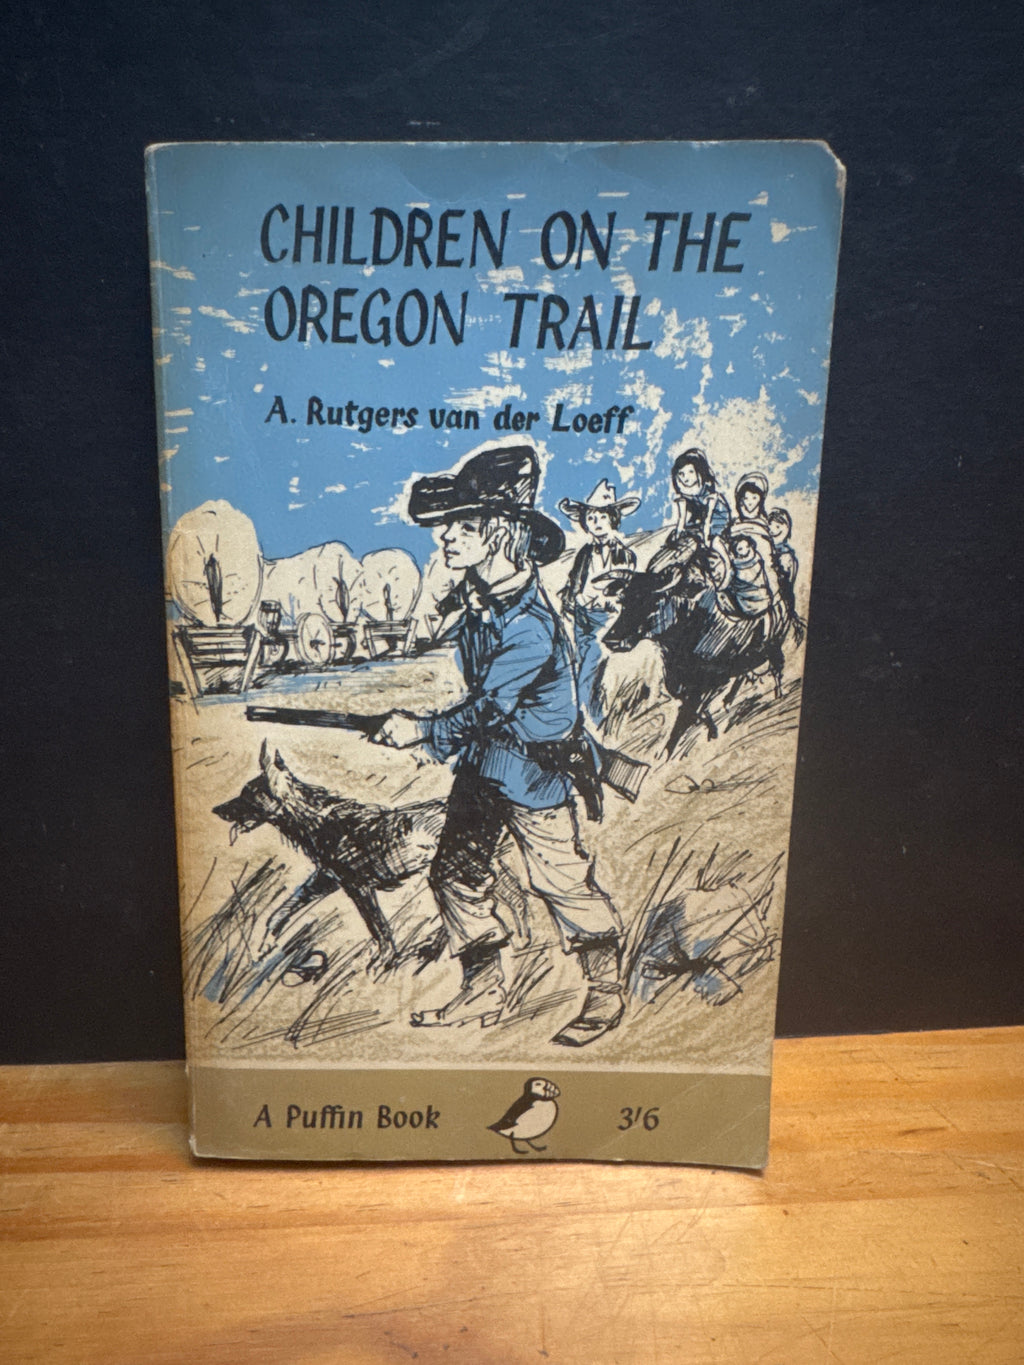 CHILDREN ON THE
OREGON TRAIL
A. Rutgers van der Loeff
A Puffin Book
3'6